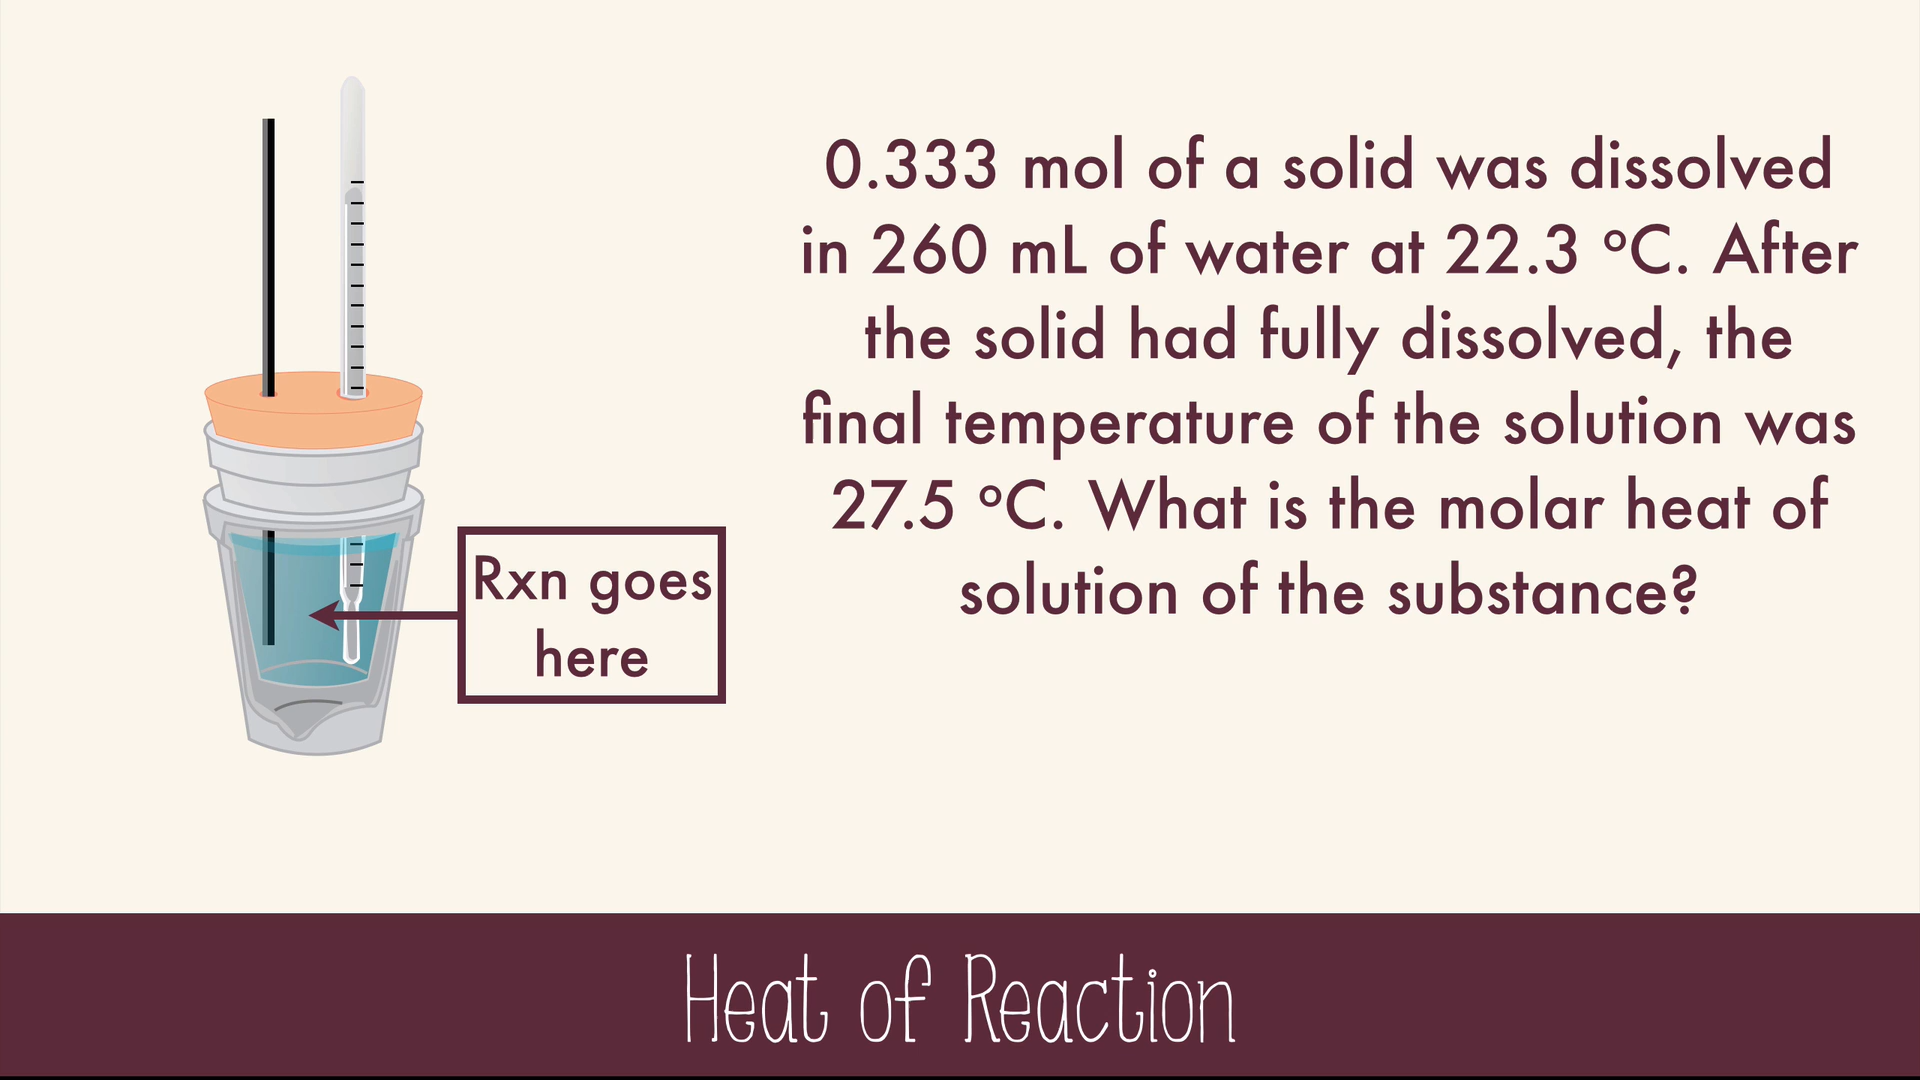 0.333 mol of a solid was dissolved
in 260 mL of water at 22.3 ºC. After
the solid had fully dissolved, the
final temperature of the solution was
27.5 ºC. What is the molar heat of
solution of the substance?
Rxn goes
here
Heat of Reaction